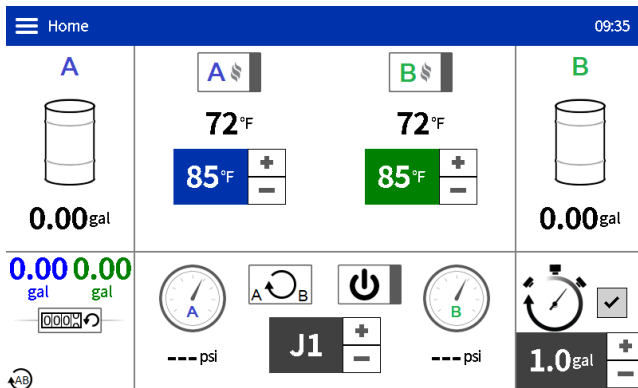 Home 09:35
A A B B
72°F 72°F
85°F + − 85°F + −
0.00gal 0.00gal
0.00 0.00
gal gal
A B A B
000
J1 + −
---psi ---psi
1.0gal + −
AB